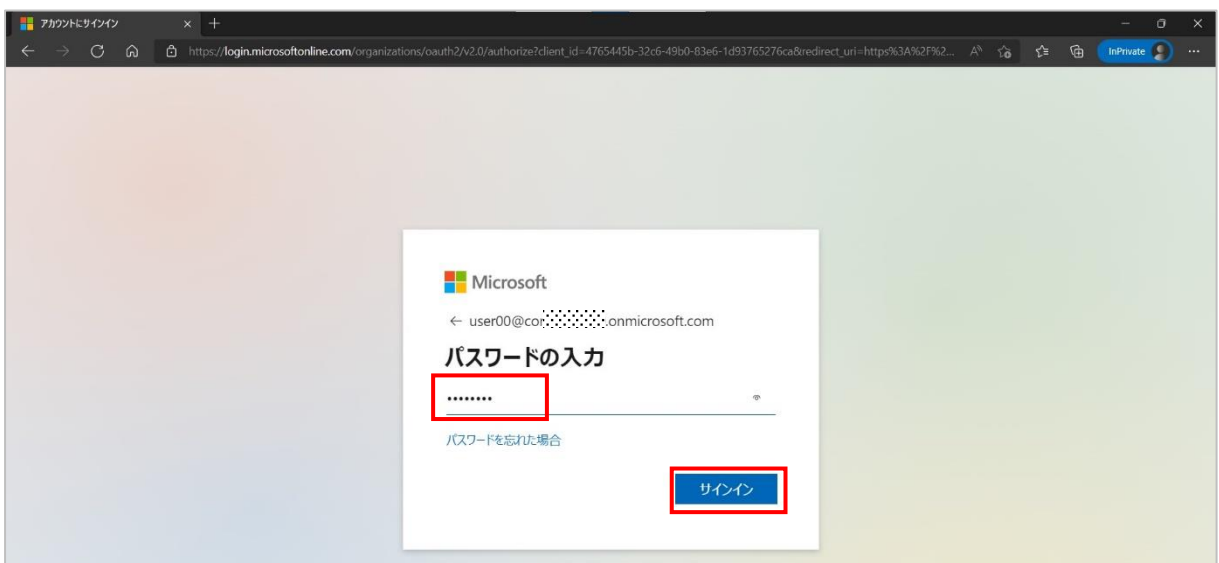 アカウントにサインイン
https://login.microsoftonline.com/organizations/oauth2/v2.0/authorize?client_id=4765445b-32c6-49b0-83e6-1d93765276ca&redirect_uri=https%3A%2F%2...
InPrivate
Microsoft
user00@co .onmicrosoft.com
パスワードの入力
••••••••
パスワードを忘れた場合
サインイン